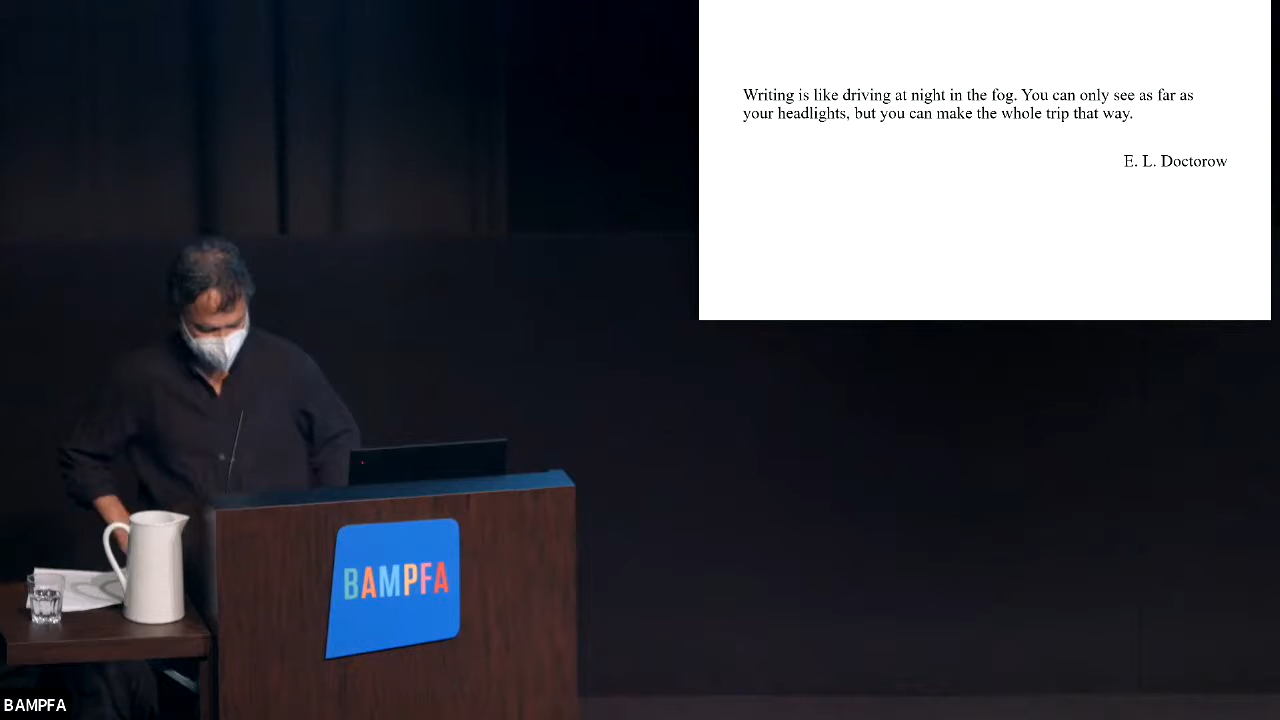 Writing is like driving at night in the fog. You can only see as far as
your headlights, but you can make the whole trip that way.
E. L. Doctorow
BAMPFA
BAMPFA